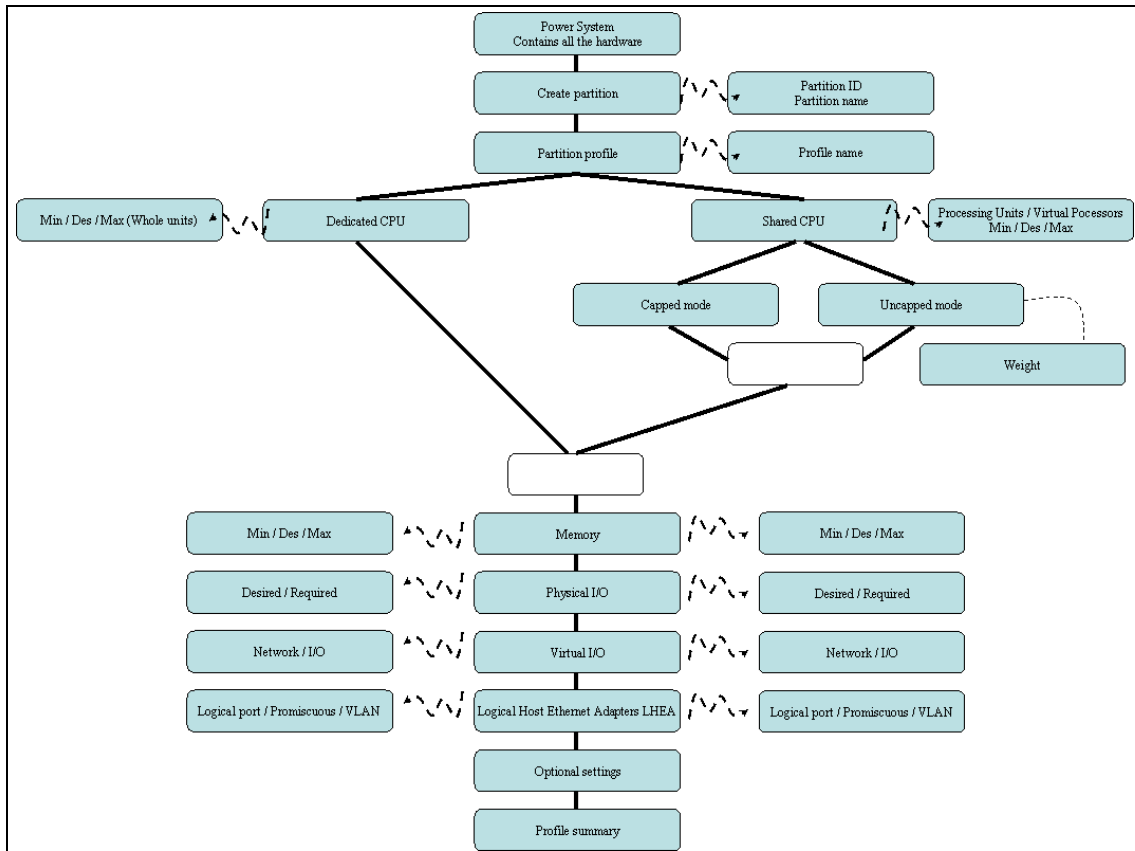 Power System
Contains all the hardware
Create partition
Partition ID
Partition name
Partition profile
Profile name
Min / Des / Max (Whole units)
Dedicated CPU
Shared CPU
Processing Units / Virtual Pocessors
Min / Des / Max
Capped mode
Uncapped mode
Weight
Min / Des / Max
Memory
Min / Des / Max
Desired / Required
Physical I/O
Desired / Required
Network / I/O
Virtual I/O
Network / I/O
Logical port / Promiscuous / VLAN
Logical Host Ethernet Adapters LHEA
Logical port / Promiscuous / VLAN
Optional settings
Profile summary